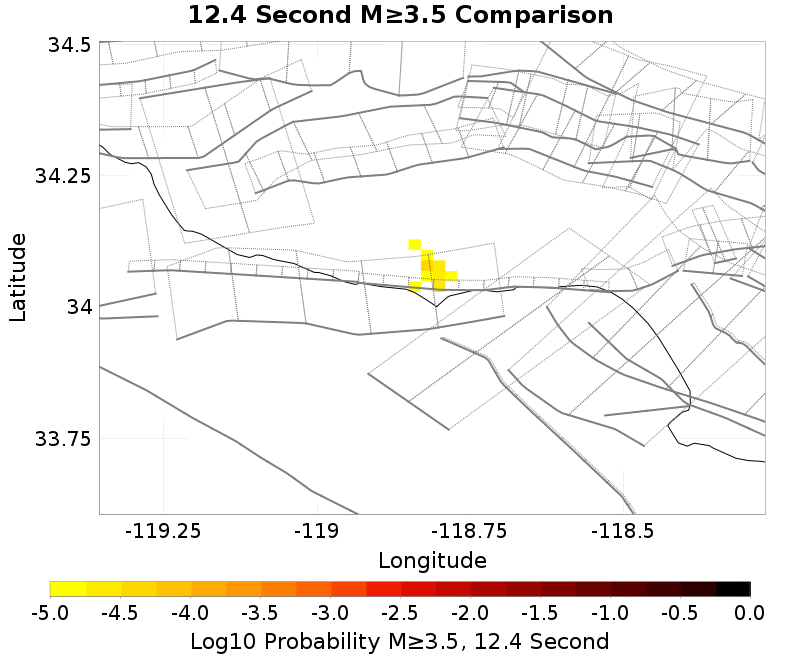 12.4 Second M≥3.5 Comparison
34.5
34.25
34
33.75
Latitude
-119.25 -119 -118.75 -118.5
Longitude
-5.0 -4.5 -4.0 -3.5 -3.0 -2.5 -2.0 -1.5 -1.0 -0.5 0.0
Log10 Probability M≥3.5, 12.4 Second